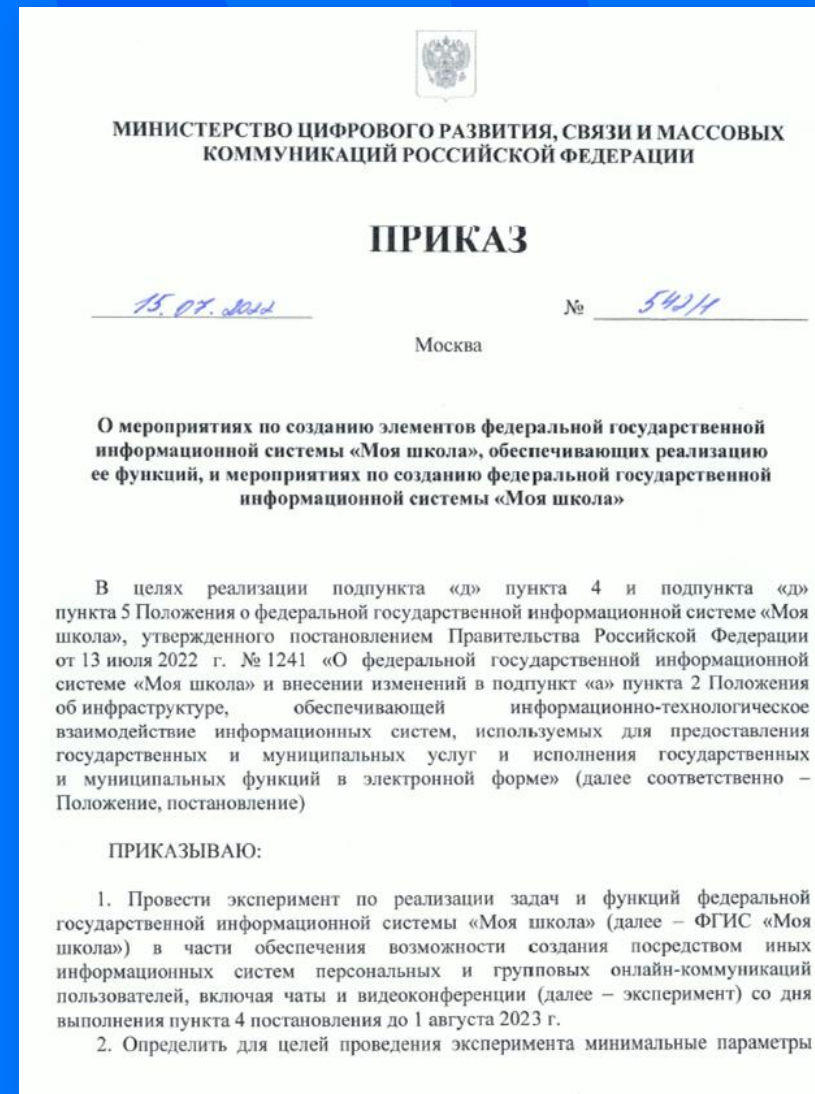 МИНИСТЕРСТВО ЦИФРОВОГО РАЗВИТИЯ, СВЯЗИ И МАССОВЫХ
КОММУНИКАЦИЙ РОССИЙСКОЙ ФЕДЕРАЦИИ
ПРИКАЗ
15.07.2022 № 542/1
Москва
О мероприятиях по созданию элементов федеральной государственной
информационной системы «Моя школа», обеспечивающих реализацию
ее функций, и мероприятиях по созданию федеральной государственной
информационной системы «Моя школа»
В целях реализации подпункта «д» пункта 4 и подпункта «д»
пункта 5 Положения о федеральной государственной информационной системе «Моя
школа», утвержденного постановлением Правительства Российской Федерации
от 13 июля 2022 г. № 1241 «О федеральной государственной информационной
системе «Моя школа» и внесении изменений в подпункт «а» пункта 2 Положения
об инфраструктуре, обеспечивающей информационно-технологическое
взаимодействие информационных систем, используемых для предоставления
государственных и муниципальных услуг и исполнения государственных
и муниципальных функций в электронной форме» (далее соответственно –
Положение, постановление)
ПРИКАЗЫВАЮ:
1. Провести эксперимент по реализации задач и функций федеральной
государственной информационной системы «Моя школа» (далее – ФГИС «Моя
школа») в части обеспечения возможности создания посредством иных
информационных систем персональных и групповых онлайн-коммуникаций
пользователей, включая чаты и видеоконференции (далее – эксперимент) со дня
выполнения пункта 4 постановления до 1 августа 2023 г.
2. Определить для целей проведения эксперимента минимальные параметры